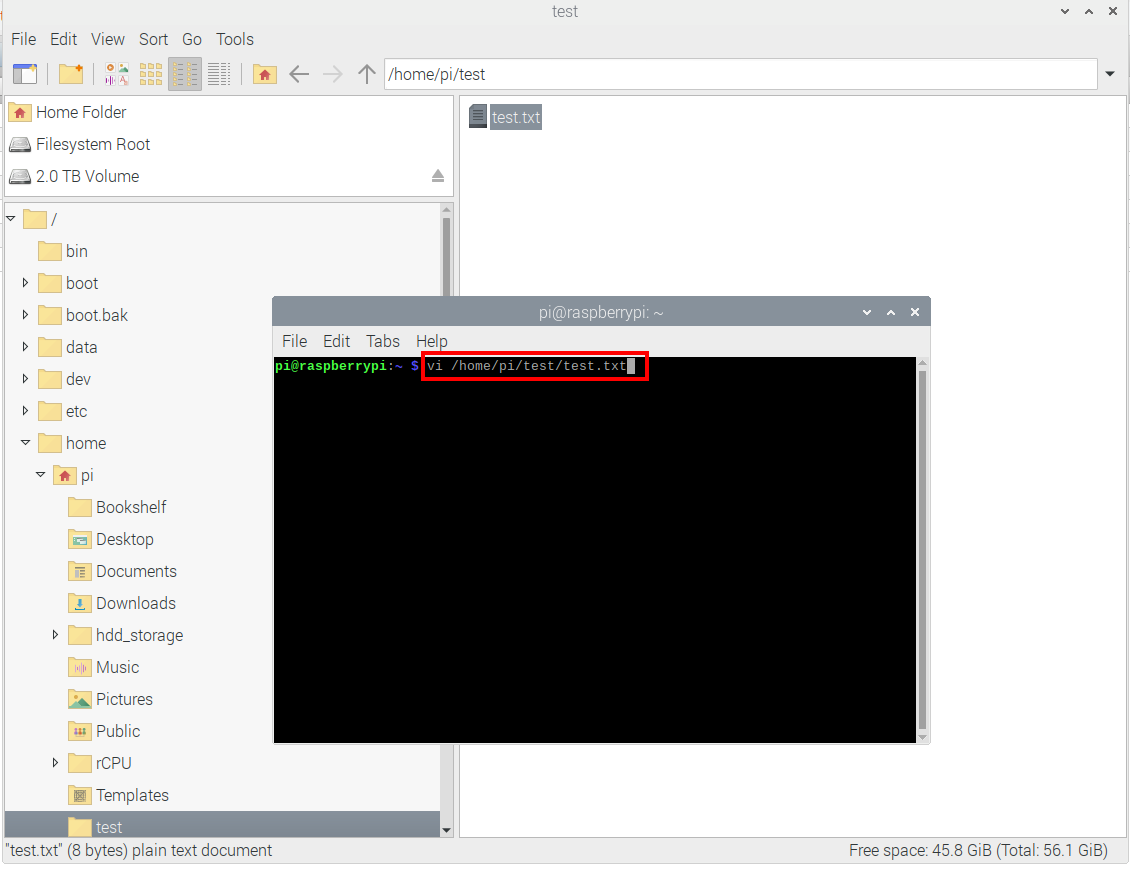 test
File Edit View Sort Go Tools
/home/pi/test
Home Folder
Filesystem Root
2.0 TB Volume
test.txt
/
bin
boot
boot.bak
data
dev
etc
home
pi
Bookshelf
Desktop
Documents
Downloads
hdd_storage
Music
Pictures
Public
rCPU
Templates
test
pi@raspberrypi: ~
File Edit Tabs Help
pi@raspberrypi:~ $ vi /home/pi/test/test.txt
"test.txt" (8 bytes) plain text document
Free space: 45.8 GiB (Total: 56.1 GiB)